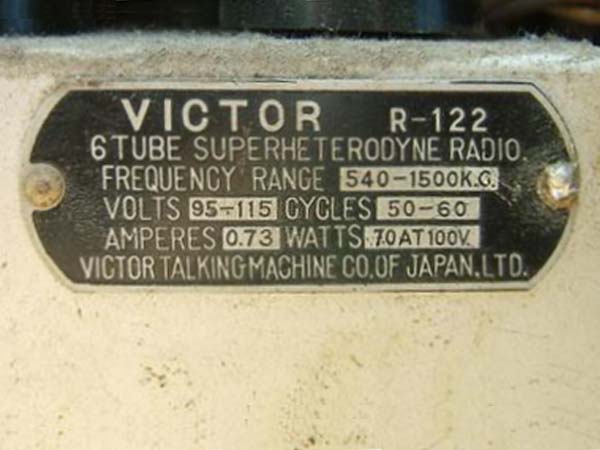 VICTOR R-122
6 TUBE SUPERHETERODYNE RADIO.
FREQUENCY RANGE 540-1500K.C.
VOLTS 95-115 CYCLES 50-60
AMPERES 0.73 WATTS 70 AT 100V.
VICTOR TALKING MACHINE CO. OF JAPAN, LTD.